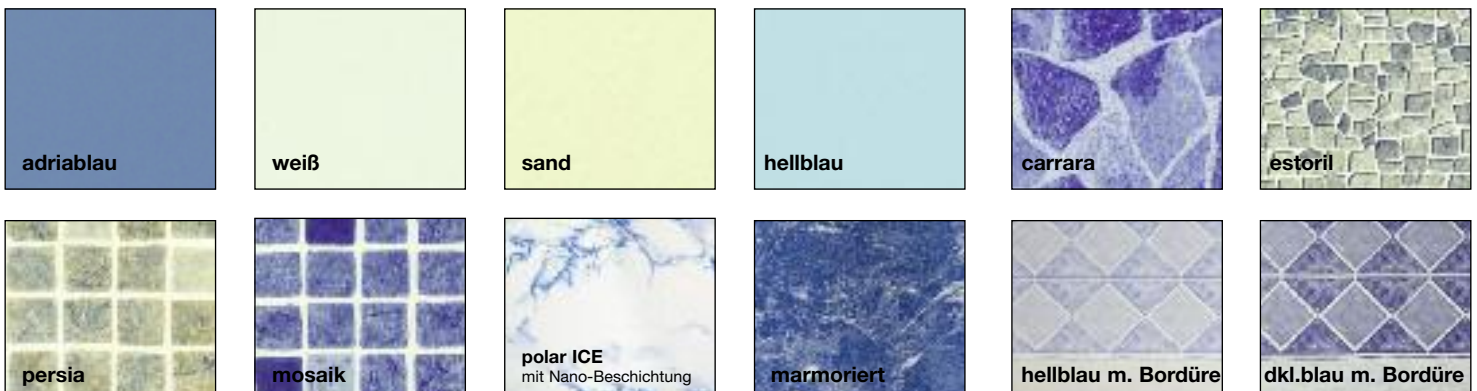 adriablau
weiß
sand
hellblau
carrara
estoril
persia
mosaik
polar ICE
mit Nano-Beschichtung
marmoriert
hellblau m. Bordüre
dkl.blau m. Bordüre